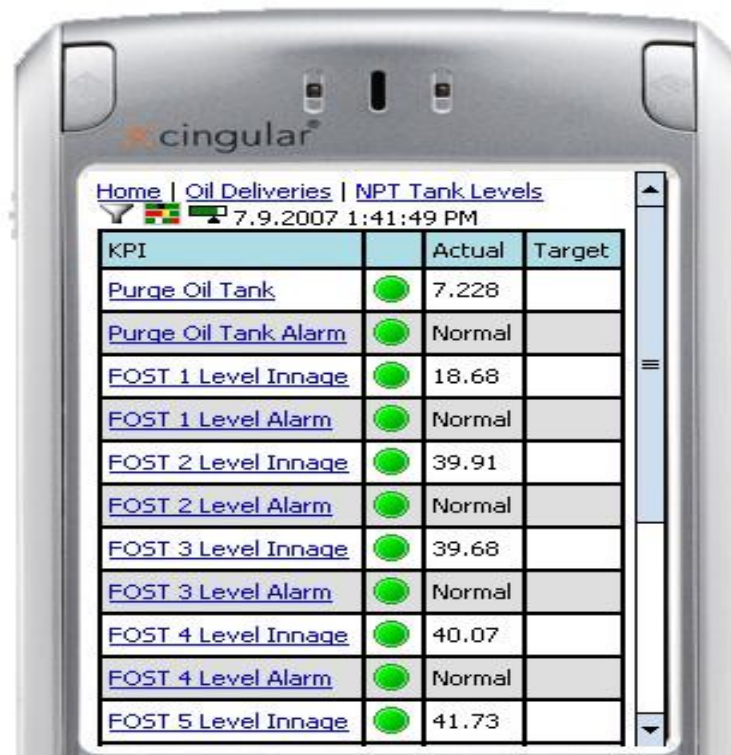 cingular®
Home | Oil Deliveries | NPT Tank Levels
7.9.2007 1:41:49 PM
KPI Actual Target
Purge Oil Tank 7.228
Purge Oil Tank Alarm Normal
FOST 1 Level Innage 18.68
FOST 1 Level Alarm Normal
FOST 2 Level Innage 39.91
FOST 2 Level Alarm Normal
FOST 3 Level Innage 39.68
FOST 3 Level Alarm Normal
FOST 4 Level Innage 40.07
FOST 4 Level Alarm Normal
FOST 5 Level Innage 41.73